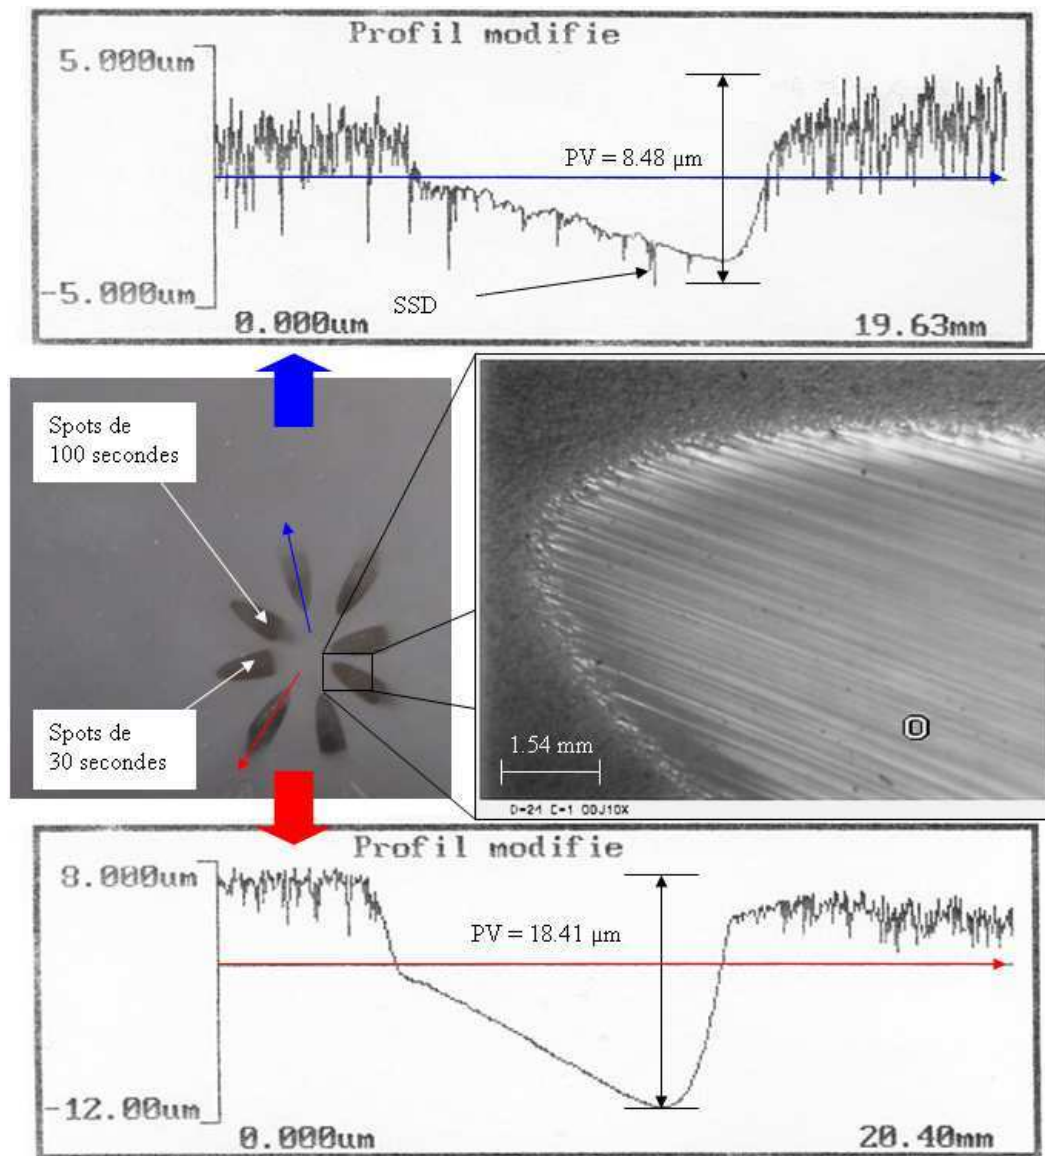 Profil modifie
5.000um
PV = 8.48 µm
-5.000um
SSD
0.000um
19.63mm
Spots de
100 secondes
Spots de
30 secondes
1.54 mm
D=24 C=1 OBJ10X
Profil modifie
8.000um
PV = 18.41 µm
-12.00um
0.000um
20.40mm